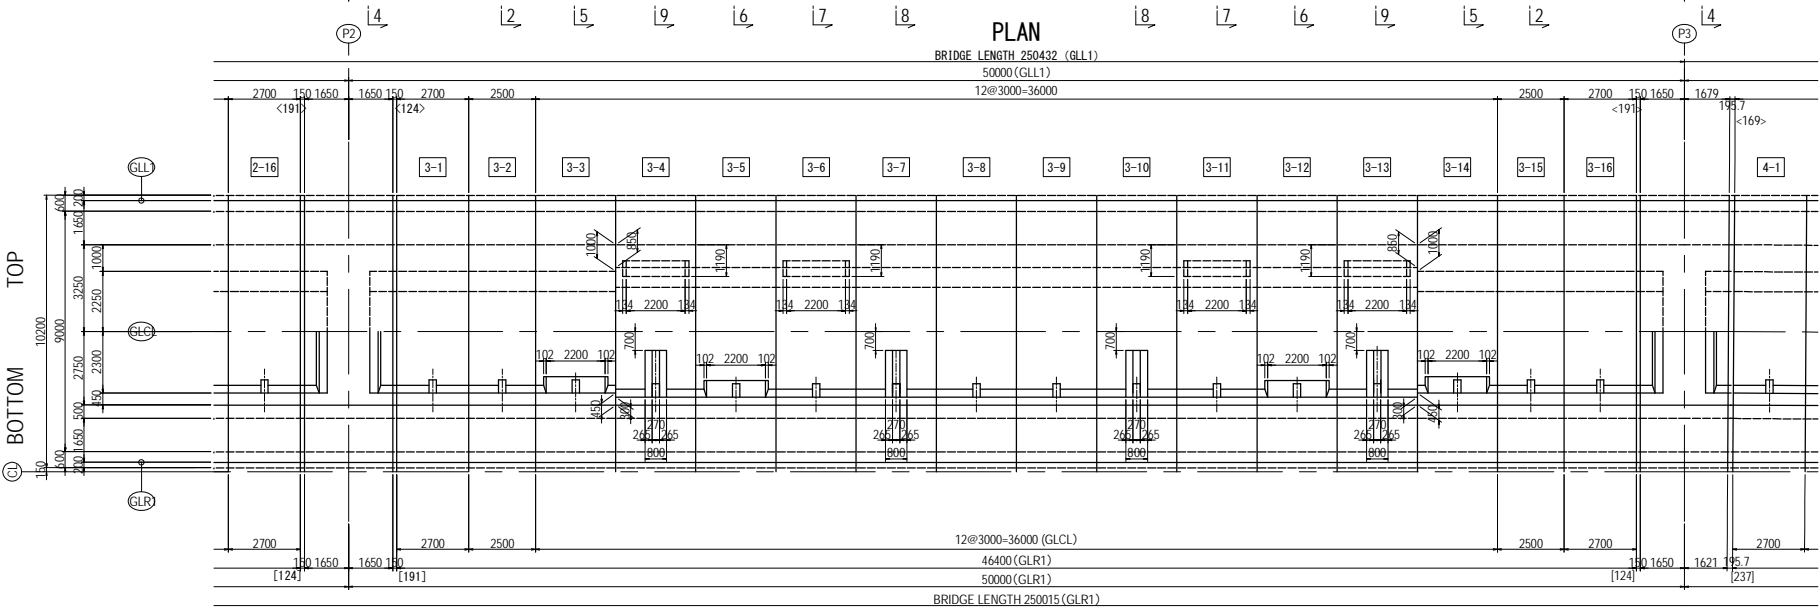 4 2 5 9 6 7 8 8 7 6 9 5 2 4
P2 PLAN P3
BRIDGE LENGTH 250432 (GLL1)
50000(GLL1)
2700 150 1650 1650 150 2700 2500 12@3000=36000 2500 2700 150 1650 1679 195.7
<191> <124> <191> <169>
GLL1 2-16 3-1 3-2 3-3 3-4 3-5 3-6 3-7 3-8 3-9 3-10 3-11 3-12 3-13 3-14 3-15 3-16 4-1
600 200
1650
1000 850 1190 1190 1190 1190 850 1000
TOP
1000
3250
2250
134 2200 134 134 2200 134 134 2200 134 134 2200 134
10200
9000
GLCL
700 700 700 700
102 2200 102 102 2200 102 102 2200 102 102 2200 102
2750
2300
BOTTOM
450
450 300 300 450
500
270 270 270 270
265 265 265 265 265 265 265 265
800 800 800 800
1650
600
200
150
CL
GLR1
2700 2700 2500 12@3000=36000 (GLCL) 2500 2700 2700
150 1650 1650 150 46400(GLR1) 150 1650 1621 195.7
[124] [191] 50000(GLR1) [124] [237]
BRIDGE LENGTH 250015(GLR1)